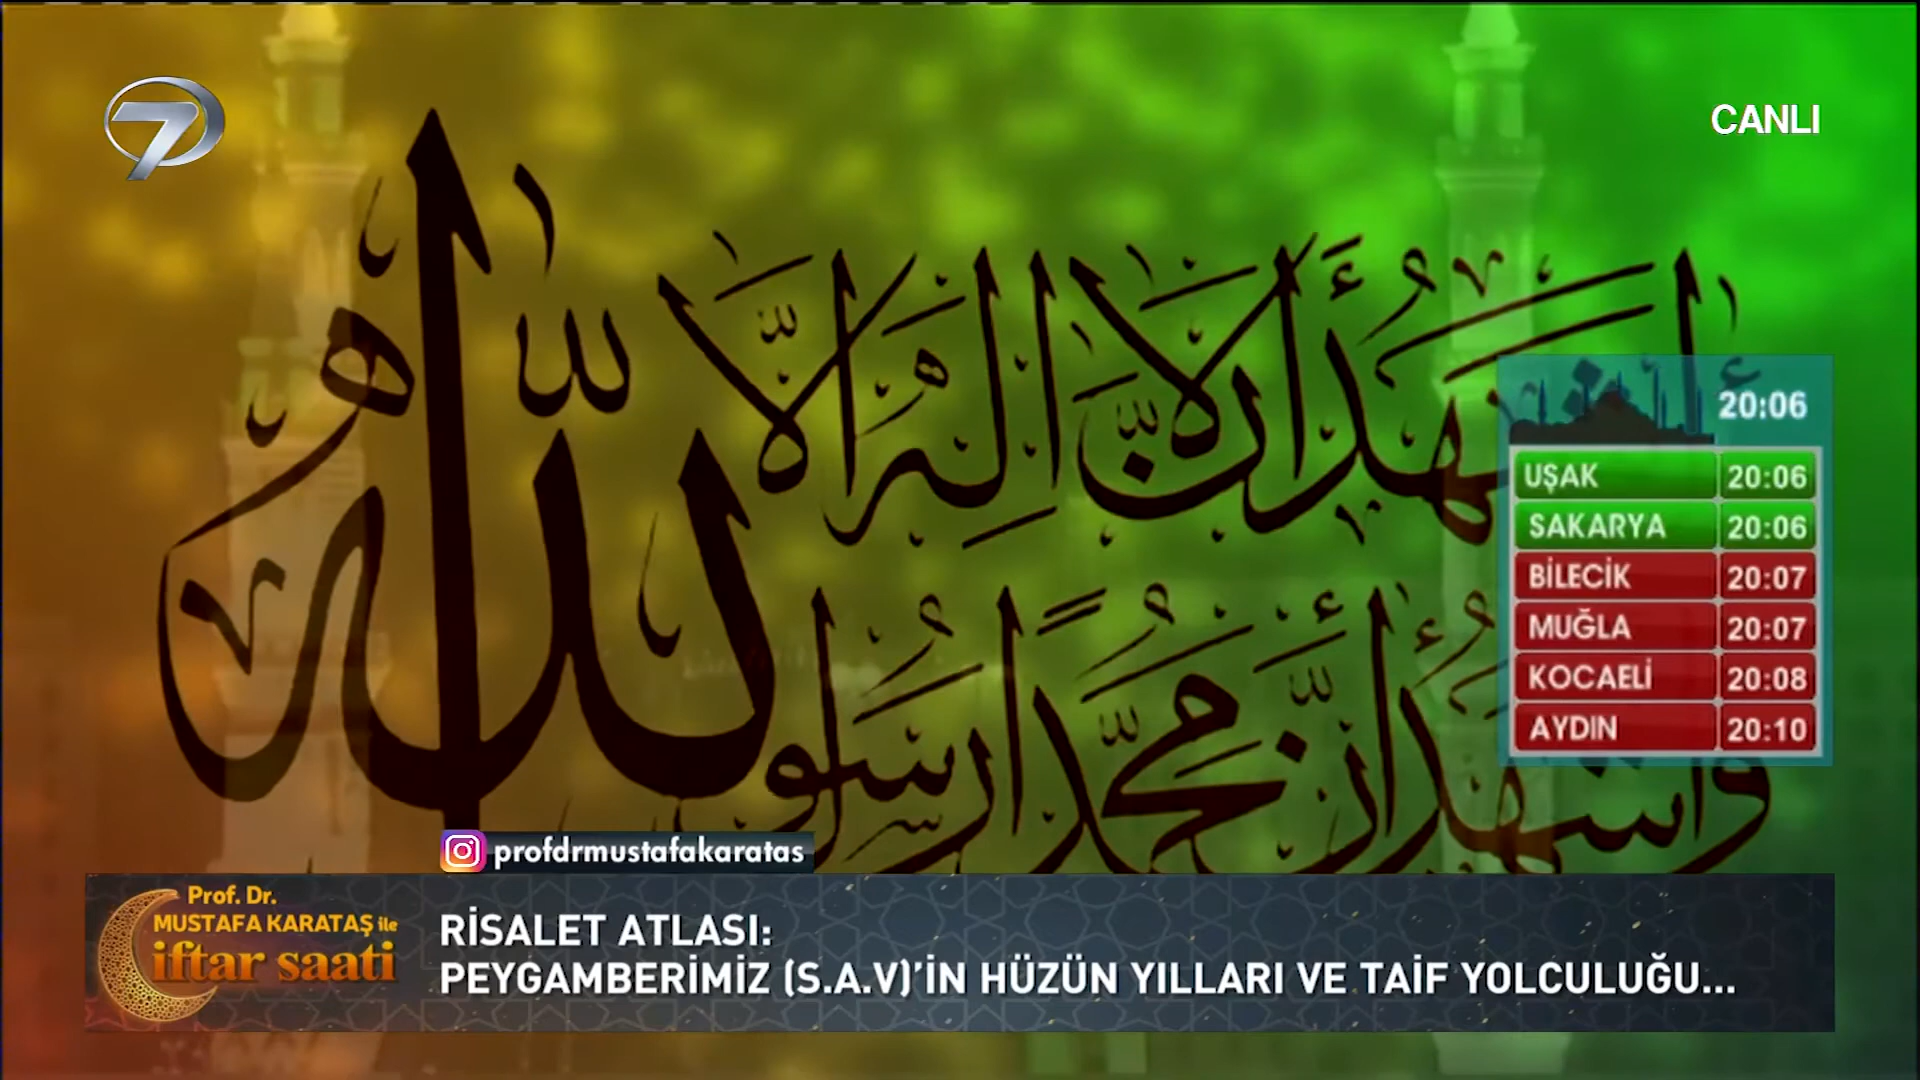 7
CANLI
أشهد أن لا إله إلا الله
وأشهد أن محمدا رسول الله
20:06
UŞAK 20:06
SAKARYA 20:06
BİLECİK 20:07
MUĞLA 20:07
KOCAELİ 20:08
AYDIN 20:10
profdrmustafakaratas
Prof. Dr.
MUSTAFA KARATAŞ ile
iftar saati
RİSALET ATLASI:
PEYGAMBERİMİZ (S.A.V)'İN HÜZÜN YILLARI VE TAİF YOLCULUĞU...